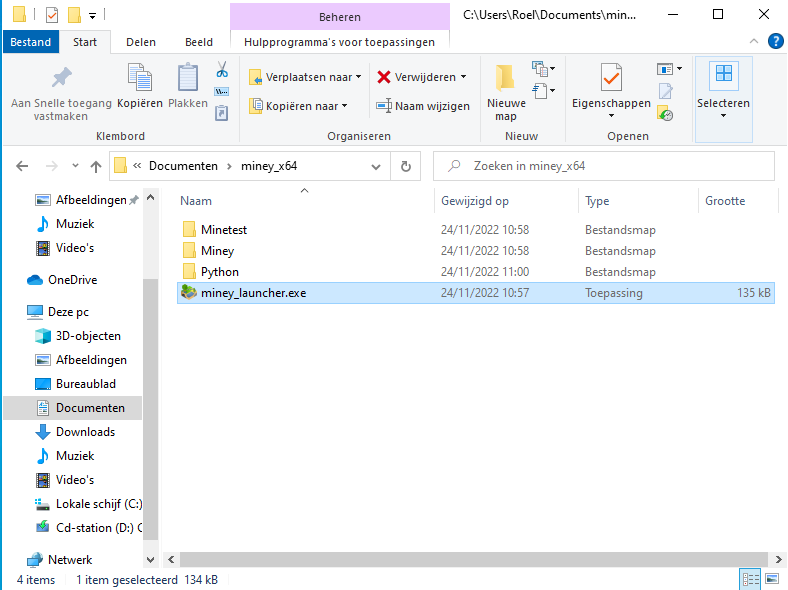 Beheren
C:\Users\Roel\Documents\min...
Bestand
Start
Delen
Beeld
Hulpprogramma's voor toepassingen
Aan Snelle toegang
vastmaken
Kopiëren
Plakken
Klembord
Verplaatsen naar
Kopiëren naar
Verwijderen
Naam wijzigen
Organiseren
Nieuwe
map
Nieuw
Eigenschappen
Openen
Selecteren
« Documenten > miney_x64
Zoeken in miney_x64
Afbeeldingen
Muziek
Video's
OneDrive
Deze pc
3D-objecten
Afbeeldingen
Bureaublad
Documenten
Downloads
Muziek
Video's
Lokale schijf (C:)
Cd-station (D:) C
Netwerk
Naam Gewijzigd op Type Grootte
Minetest 24/11/2022 10:58 Bestandsmap
Miney 24/11/2022 10:58 Bestandsmap
Python 24/11/2022 11:00 Bestandsmap
miney_launcher.exe 24/11/2022 10:57 Toepassing 135 kB
4 items 1 item geselecteerd 134 kB